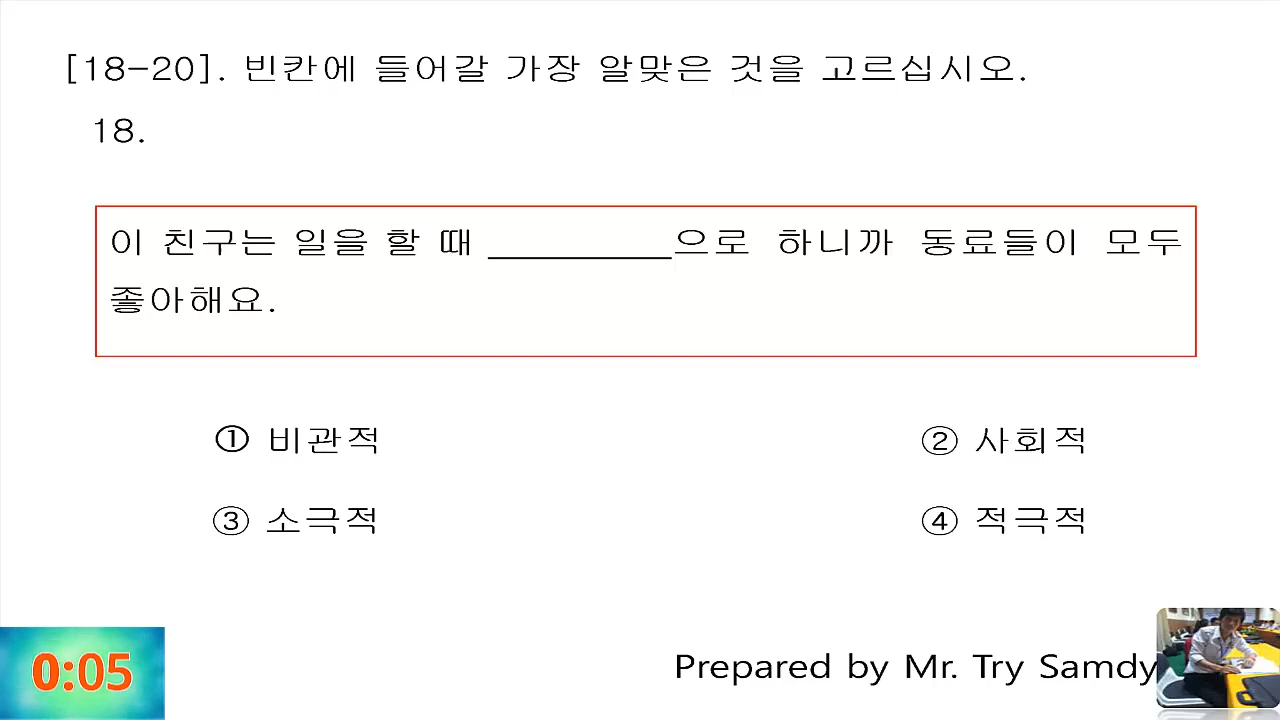 [18-20]. 빈칸에 들어갈 가장 알맞은 것을 고르십시오.
18.
이 친구는 일을 할 때 __________으로 하니까 동료들이 모두
좋아해요.
① 비관적
② 사회적
③ 소극적
④ 적극적
0:05
Prepared by Mr. Try Samdy